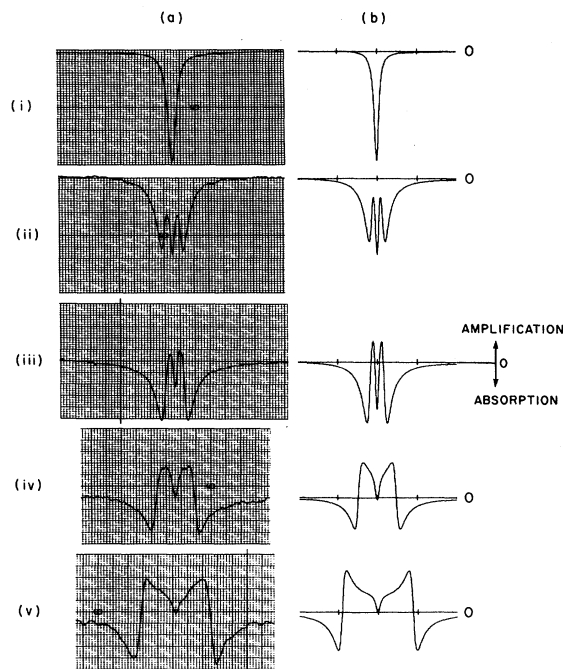 (a) (b)
(i) 0
(ii) 0
(iii) AMPLIFICATION
0
ABSORPTION
(iv) 0
(v) 0